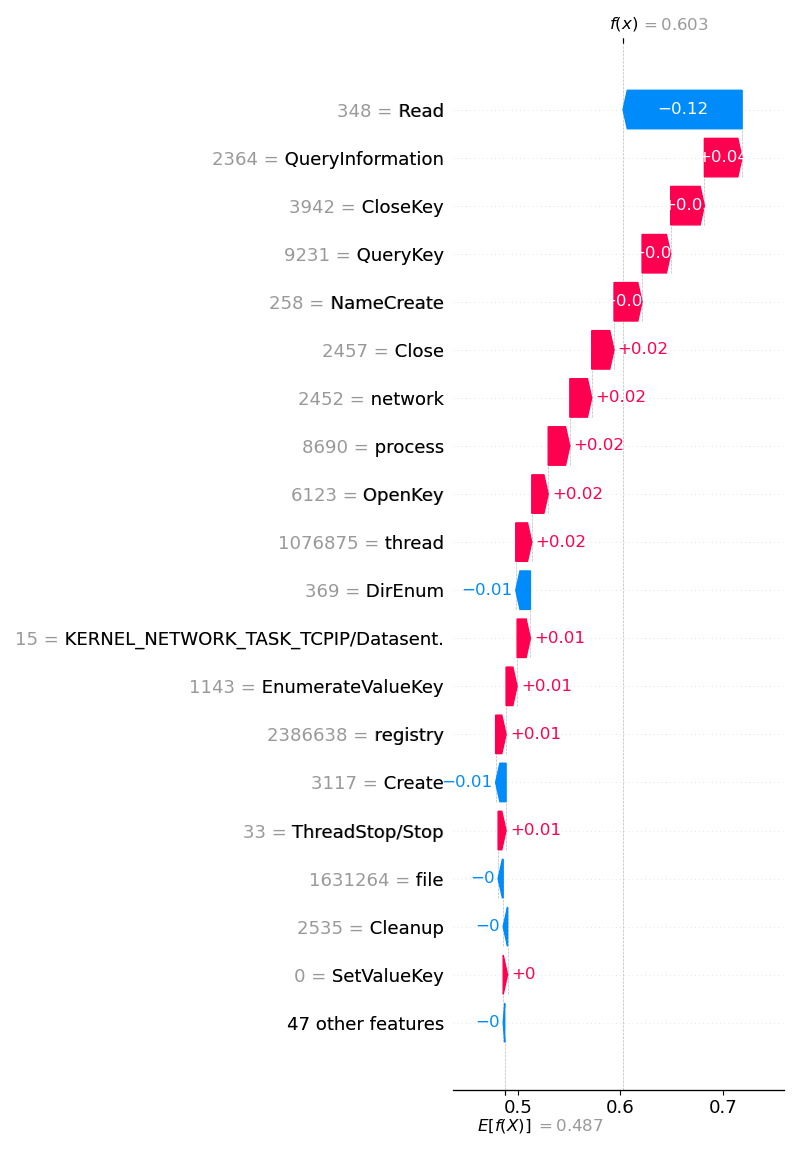 f(x) = 0.603
348 = Read −0.12
2364 = QueryInformation +0.04
3942 = CloseKey
9231 = QueryKey
258 = NameCreate
2457 = Close +0.02
2452 = network +0.02
8690 = process +0.02
6123 = OpenKey +0.02
1076875 = thread +0.02
369 = DirEnum −0.01
15 = KERNEL_NETWORK_TASK_TCPIP/Datasent. +0.01
1143 = EnumerateValueKey +0.01
2386638 = registry +0.01
3117 = Create −0.01
33 = ThreadStop/Stop +0.01
1631264 = file −0
2535 = Cleanup −0
0 = SetValueKey +0
47 other features −0
0.5 0.6 0.7
E[f(X)] = 0.487